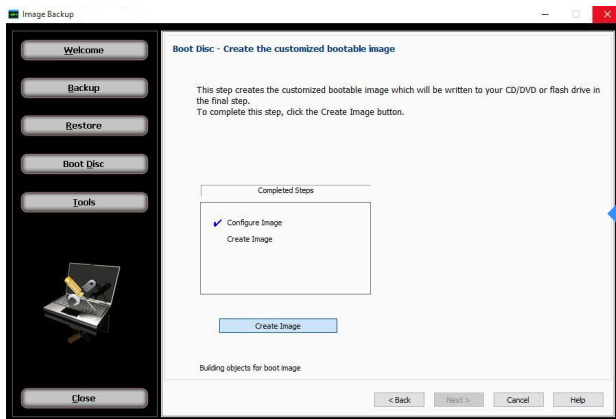 Image Backup
Welcome
Backup
Restore
Boot Disc
Tools
Close
Boot Disc - Create the customized bootable image
This step creates the customized bootable image which will be written to your CD/DVD or flash drive in
the final step.
To complete this step, click the Create Image button.
Completed Steps
✔ Configure Image
Create Image
Create Image
Building objects for boot image
< Back
Next >
Cancel
Help